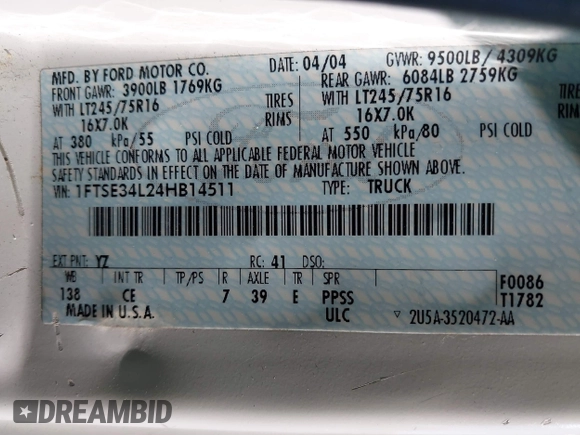 MFD. BY FORD MOTOR CO.
DATE: 04/04 GVWR: 9500LB/ 4309KG
FRONT GAWR: 3900LB 1769KG REAR GAWR: 6084LB 2759KG
WITH LT245/75R16 TIRES WITH LT245/75R16 TIRES
16X7.0K RIMS 16X7.0K RIMS
AT 380 kPa/55 PSI COLD AT 550 kPa/80 PSI COLD
THIS VEHICLE CONFORMS TO ALL APPLICABLE FEDERAL MOTOR VEHICLE
SAFETY STANDARDS IN EFFECT ON THE DATE OF MANUFACTURE SHOWN ABOVE.
VIN: 1FTSE34L24HB14511 TYPE: TRUCK
EXT PNT: YZ RC: 41 DSO:
WB INT TR TP/PS R AXLE TR SPR F0086
138 CE 7 39 E PPSS T1782
MADE IN U.S.A. ULC ▽ 2U5A-3520472-AA
DREAMBID